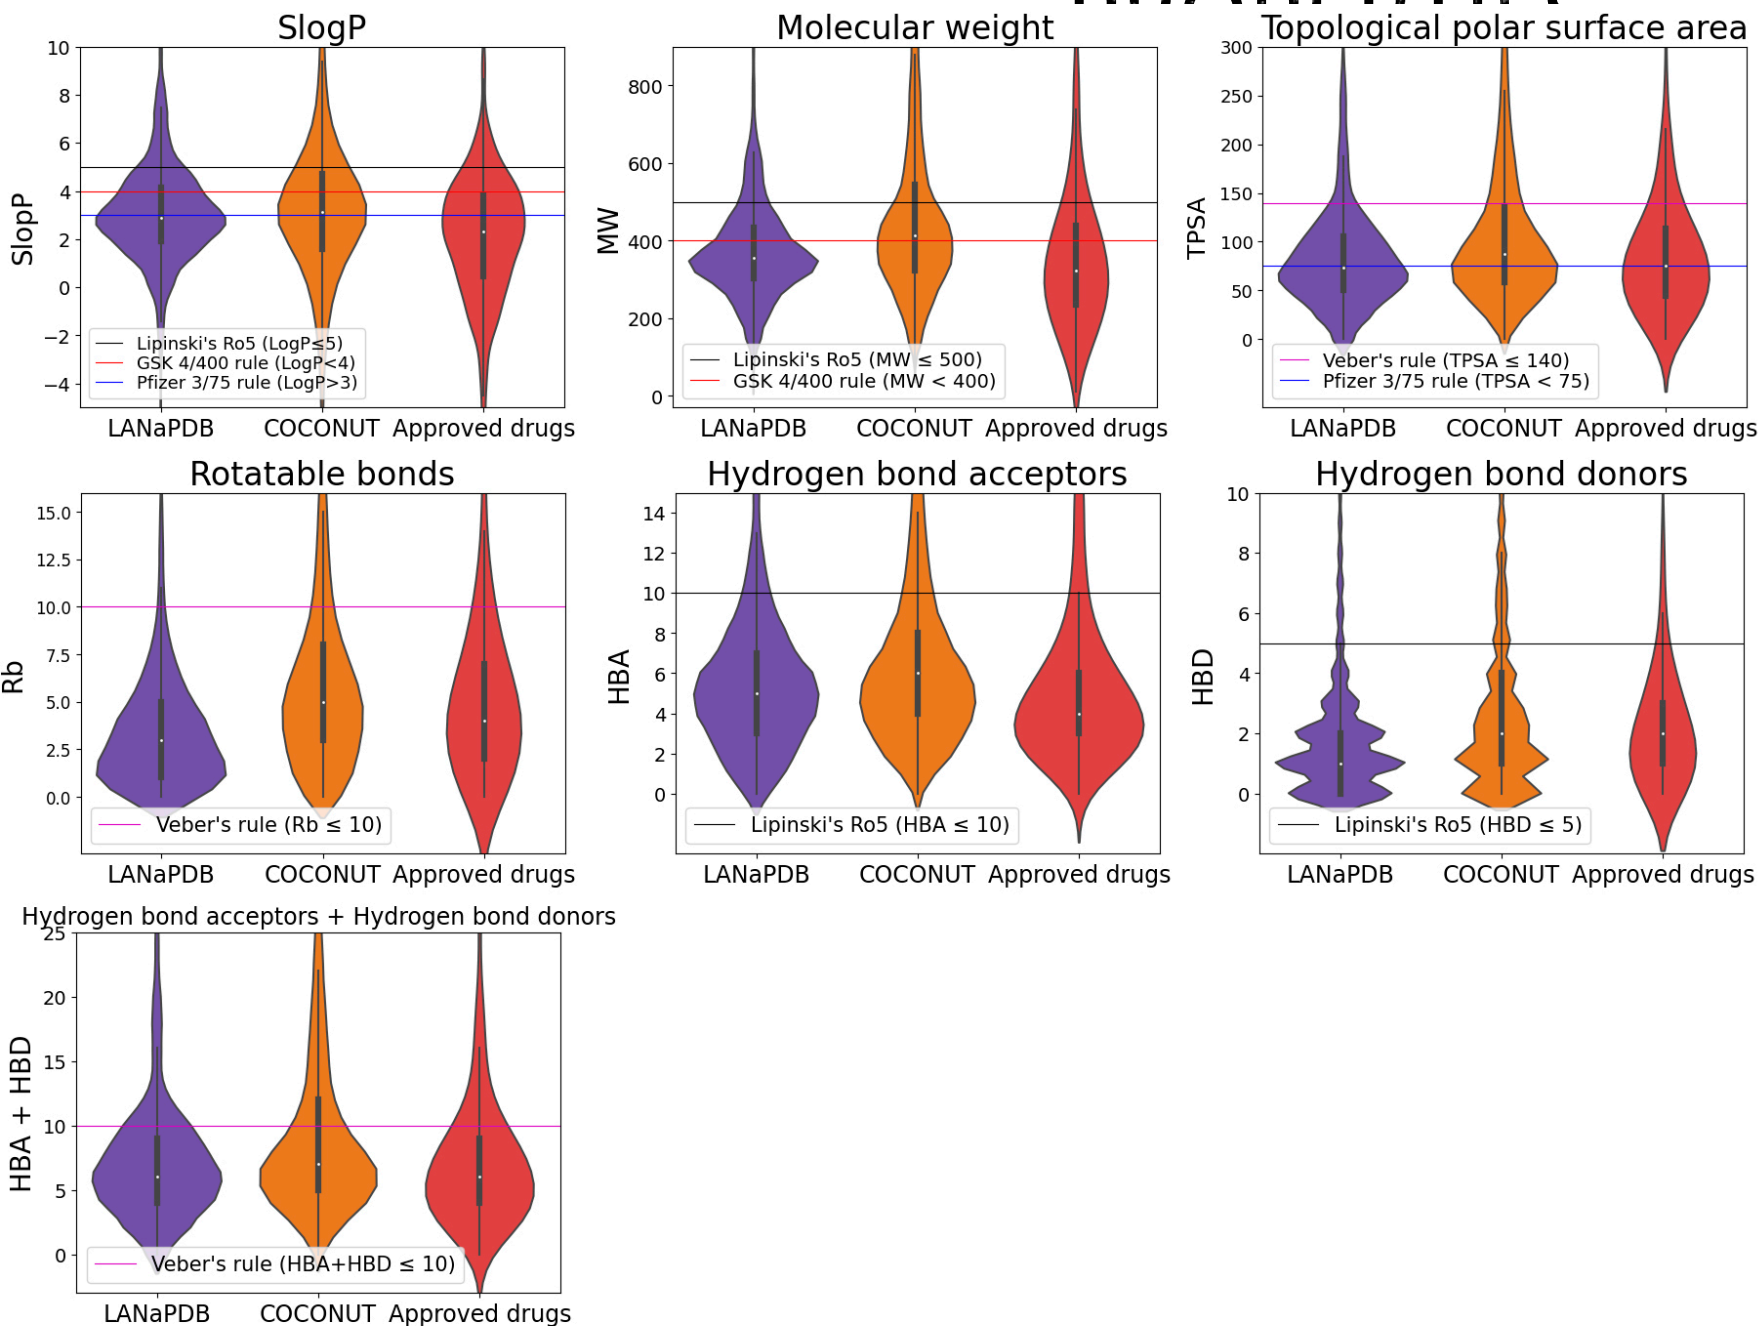 SlogP
Molecular weight
Topological polar surface area
10
8
6
4
2
0
−2
−4
SlopP
Lipinski's Ro5 (LogP≤5)
GSK 4/400 rule (LogP<4)
Pfizer 3/75 rule (LogP>3)
LANaPDB COCONUT Approved drugs
800
600
400
200
0
MW
Lipinski's Ro5 (MW ≤ 500)
GSK 4/400 rule (MW < 400)
LANaPDB COCONUT Approved drugs
300
250
200
150
100
50
0
TPSA
Veber's rule (TPSA ≤ 140)
Pfizer 3/75 rule (TPSA < 75)
LANaPDB COCONUT Approved drugs
Rotatable bonds
Hydrogen bond acceptors
Hydrogen bond donors
15.0
12.5
10.0
7.5
5.0
2.5
0.0
Rb
Veber's rule (Rb ≤ 10)
LANaPDB COCONUT Approved drugs
14
12
10
8
6
4
2
0
HBA
Lipinski's Ro5 (HBA ≤ 10)
LANaPDB COCONUT Approved drugs
10
8
6
4
2
0
HBD
Lipinski's Ro5 (HBD ≤ 5)
LANaPDB COCONUT Approved drugs
Hydrogen bond acceptors + Hydrogen bond donors
25
20
15
10
5
0
HBA + HBD
Veber's rule (HBA+HBD ≤ 10)
LANaPDB COCONUT Approved drugs